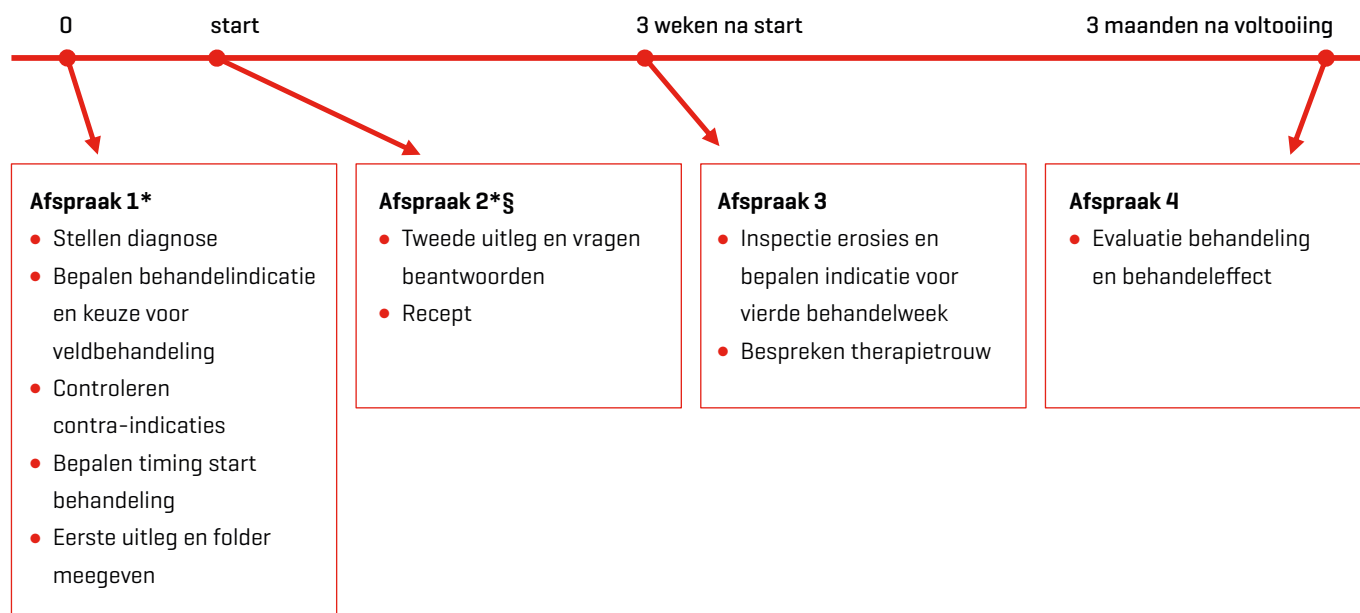 0
start
3 weken na start
3 maanden na voltooiing
Afspraak 1*
• Stellen diagnose
• Bepalen behandelindicatie
en keuze voor
veldbehandeling
• Controleren
contra-indicaties
• Bepalen timing start
behandeling
• Eerste uitleg en folder
meegeven
Afspraak 2*§
• Tweede uitleg en vragen
beantwoorden
• Recept
Afspraak 3
• Inspectie erosies en
bepalen indicatie voor
vierde behandelweek
• Bespreken therapietrouw
Afspraak 4
• Evaluatie behandeling
en behandeleffect